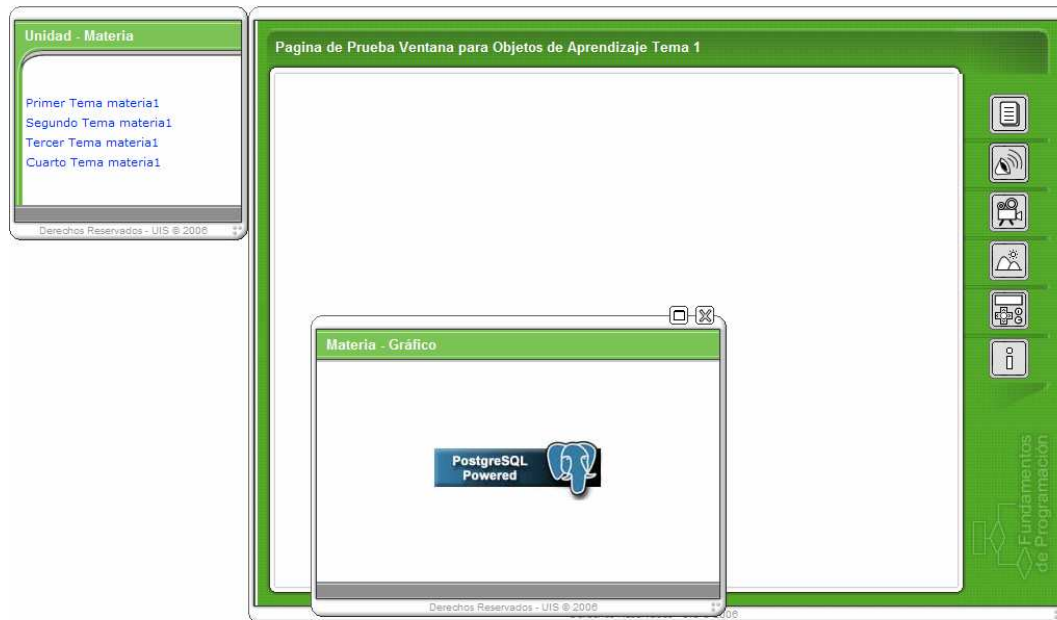 Unidad - Materia
Primer Tema materia1
Segundo Tema materia1
Tercer Tema materia1
Cuarto Tema materia1
Derechos Reservados - UIS © 2006
Pagina de Prueba Ventana para Objetos de Aprendizaje Tema 1
Materia - Gráfico
PostgreSQL
Powered
Derechos Reservados - UIS © 2006
Fundamentos
de Programación